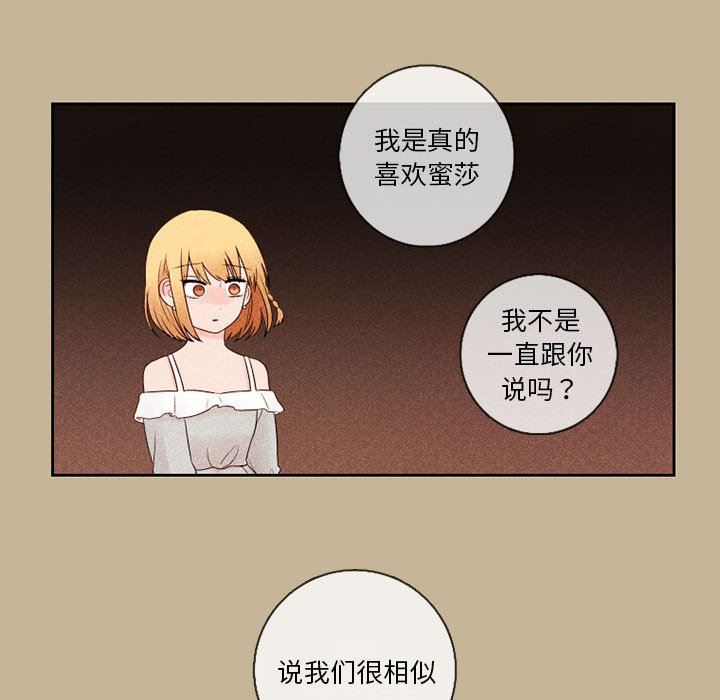 我是真的
喜欢蜜莎
我不是
一直跟你
说吗？
说我们很相似